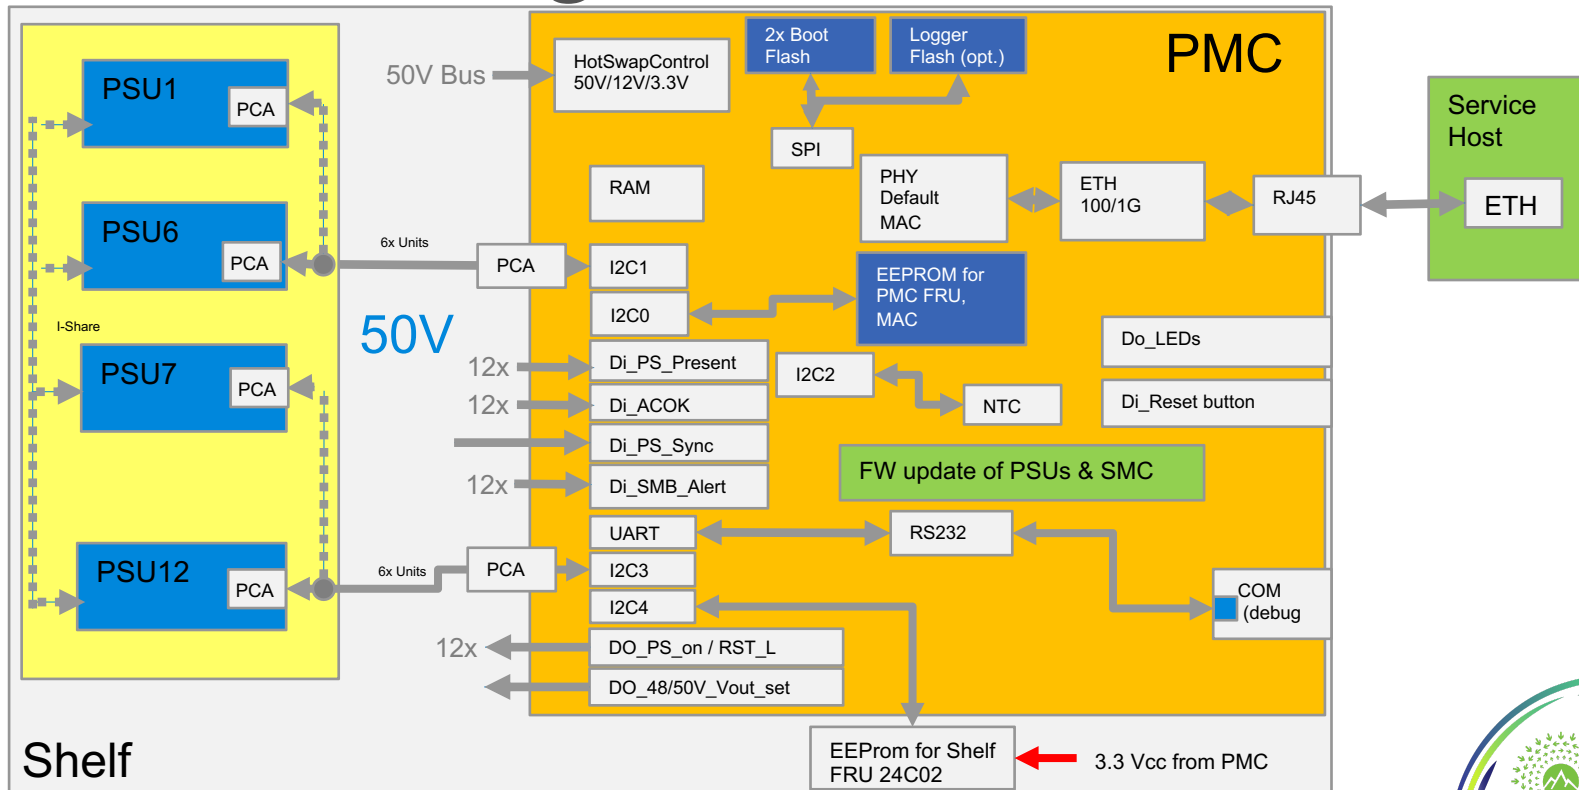 PMC
2x Boot
Flash
Logger
Flash (opt.)
HotSwapControl
50V/12V/3.3V
50V Bus
PSU1
PCA
Service
Host
SPI
PHY
Default
MAC
ETH
100/1G
RJ45
ETH
RAM
PSU6
PCA
6x Units
PCA
I2C1
I2C0
EEPROM for
PMC FRU,
MAC
I-Share
50V
Do_LEDs
PSU7
PCA
12x
Di_PS_Present
I2C2
12x
Di_ACOK
NTC
Di_Reset button
Di_PS_Sync
FW update of PSUs & SMC
12x
Di_SMB_Alert
UART
RS232
PSU12
PCA
6x Units
PCA
I2C3
I2C4
COM
(debug
12x
DO_PS_on / RST_L
DO_48/50V_Vout_set
Shelf
EEProm for Shelf
FRU 24C02
3.3 Vcc from PMC